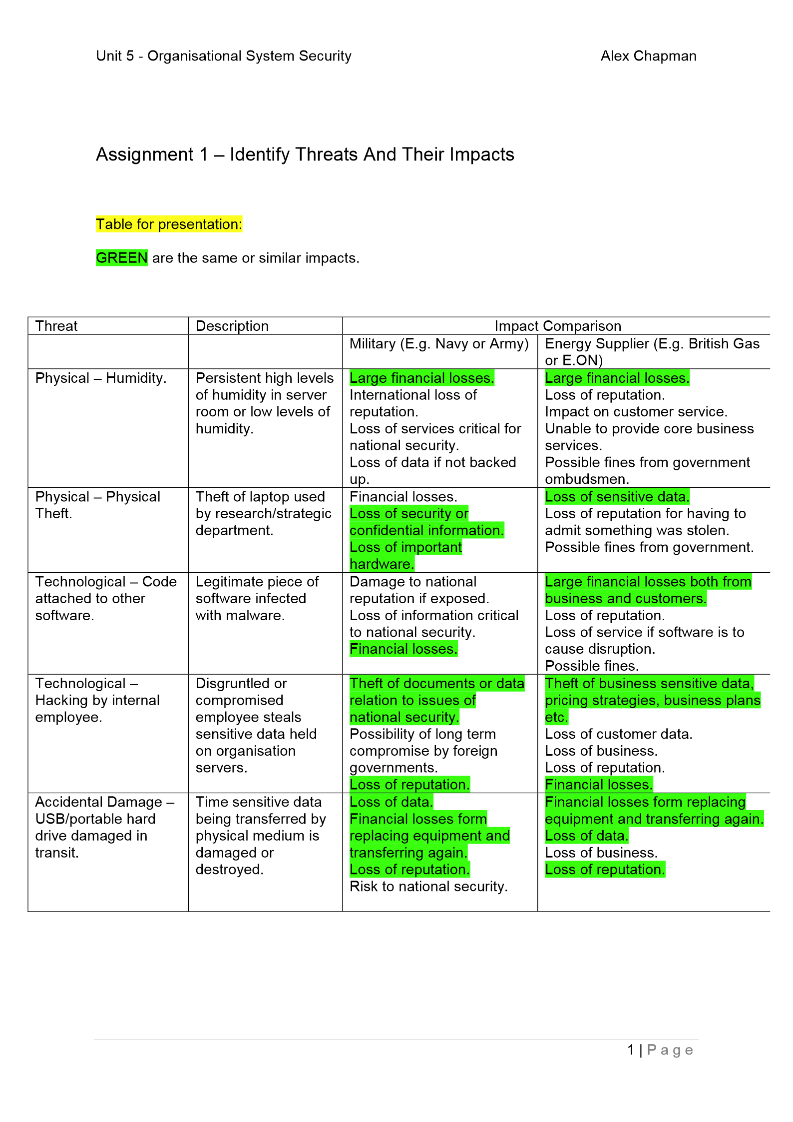 Unit 5 - Organisational System Security Alex Chapman
Assignment 1 – Identify Threats And Their Impacts
Table for presentation:
GREEN are the same or similar impacts.
Threat Description Impact Comparison
Military (E.g. Navy or Army) Energy Supplier (E.g. British Gas
or E.ON)
Physical – Humidity.
Persistent high levels
of humidity in server
room or low levels of
humidity.
Large financial losses.
International loss of
reputation.
Loss of services critical for
national security.
Loss of data if not backed
up.
Large financial losses.
Loss of reputation.
Impact on customer service.
Unable to provide core business
services.
Possible fines from government
ombudsmen.
Physical – Physical
Theft.
Theft of laptop used
by research/strategic
department.
Financial losses.
Loss of security or
confidential information.
Loss of important
hardware.
Loss of sensitive data.
Loss of reputation for having to
admit something was stolen.
Possible fines from government.
Technological – Code
attached to other
software.
Legitimate piece of
software infected
with malware.
Damage to national
reputation if exposed.
Loss of information critical
to national security.
Financial losses.
Large financial losses both from
business and customers.
Loss of reputation.
Loss of service if software is to
cause disruption.
Possible fines.
Technological –
Hacking by internal
employee.
Disgruntled or
compromised
employee steals
sensitive data held
on organisation
servers.
Theft of documents or data
relation to issues of
national security.
Possibility of long term
compromise by foreign
governments.
Loss of reputation.
Theft of business sensitive data,
pricing strategies, business plans
etc.
Loss of customer data.
Loss of business.
Loss of reputation.
Financial losses.
Accidental Damage –
USB/portable hard
drive damaged in
transit.
Time sensitive data
being transferred by
physical medium is
damaged or
destroyed.
Loss of data.
Financial losses form
replacing equipment and
transferring again.
Loss of reputation.
Risk to national security.
Financial losses form replacing
equipment and transferring again.
Loss of data.
Loss of business.
Loss of reputation.
1 | P a g e